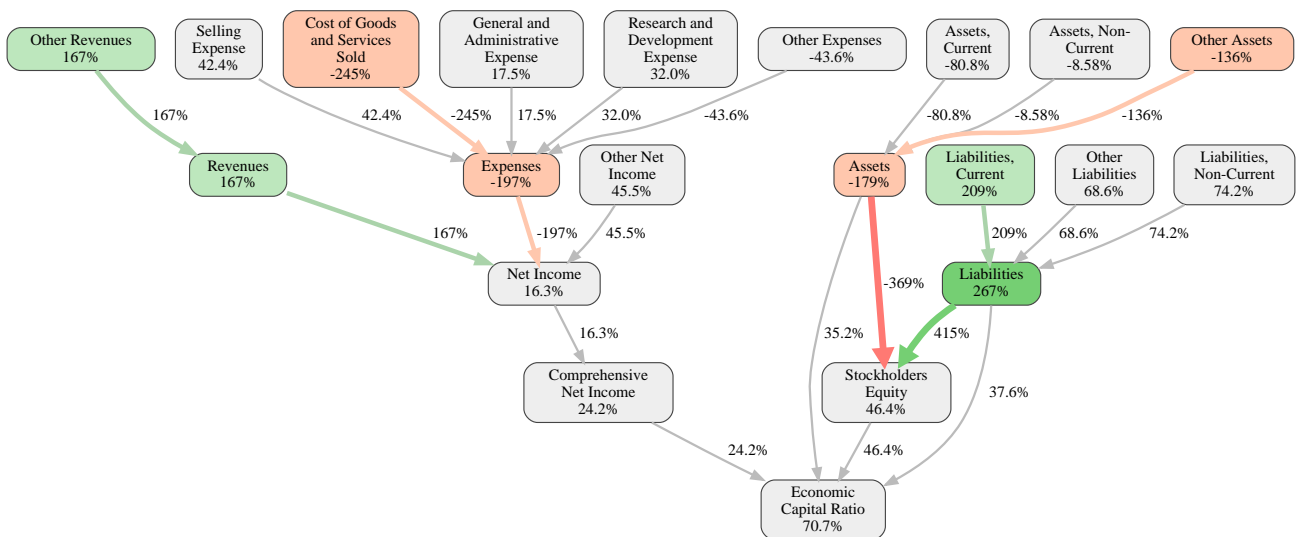 Other Revenues
167%
Selling
Expense
42.4%
Cost of Goods
and Services
Sold
-245%
General and
Administrative
Expense
17.5%
Research and
Development
Expense
32.0%
Other Expenses
-43.6%
Assets,
Current
-80.8%
Assets, Non-
Current
-8.58%
Other Assets
-136%
167%
42.4%
-245%
17.5%
32.0%
-43.6%
-80.8%
-8.58%
-136%
Revenues
167%
Expenses
-197%
Other Net
Income
45.5%
Assets
-179%
Liabilities,
Current
209%
Other
Liabilities
68.6%
Liabilities,
Non-Current
74.2%
167%
-197%
45.5%
209%
68.6%
74.2%
Net Income
16.3%
-369%
Liabilities
267%
16.3%
35.2%
415%
37.6%
Comprehensive
Net Income
24.2%
Stockholders
Equity
46.4%
24.2%
46.4%
Economic
Capital Ratio
70.7%